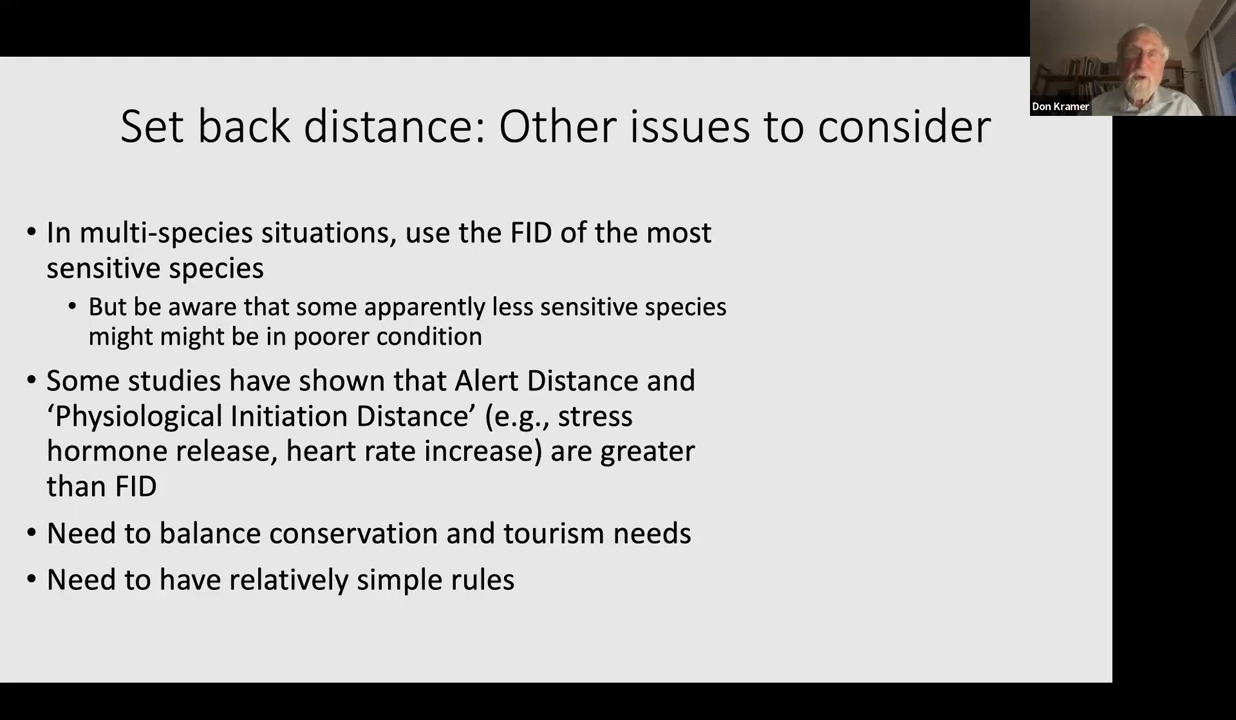 Don Kramer
Set back distance: Other issues to consider
• In multi-species situations, use the FID of the most
sensitive species
• But be aware that some apparently less sensitive species
might might be in poorer condition
• Some studies have shown that Alert Distance and
‘Physiological Initiation Distance’ (e.g., stress
hormone release, heart rate increase) are greater
than FID
• Need to balance conservation and tourism needs
• Need to have relatively simple rules